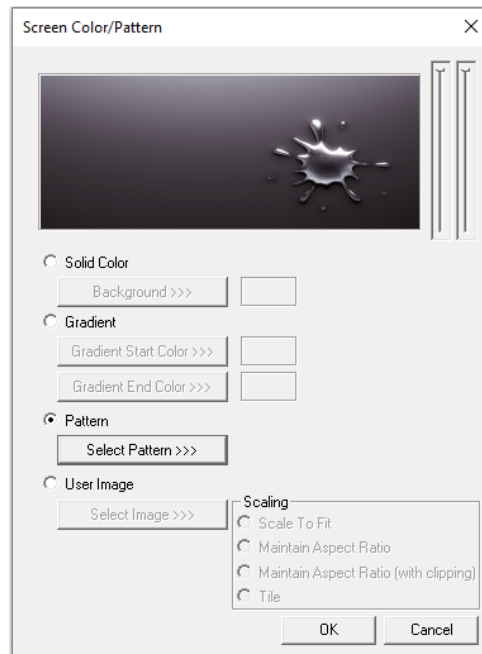 Screen Color/Pattern
Solid Color
Background >>>
Gradient
Gradient Start Color >>>
Gradient End Color >>>
Pattern
Select Pattern >>>
User Image
Select Image >>>
Scaling
Scale To Fit
Maintain Aspect Ratio
Maintain Aspect Ratio (with clipping)
Tile
OK
Cancel